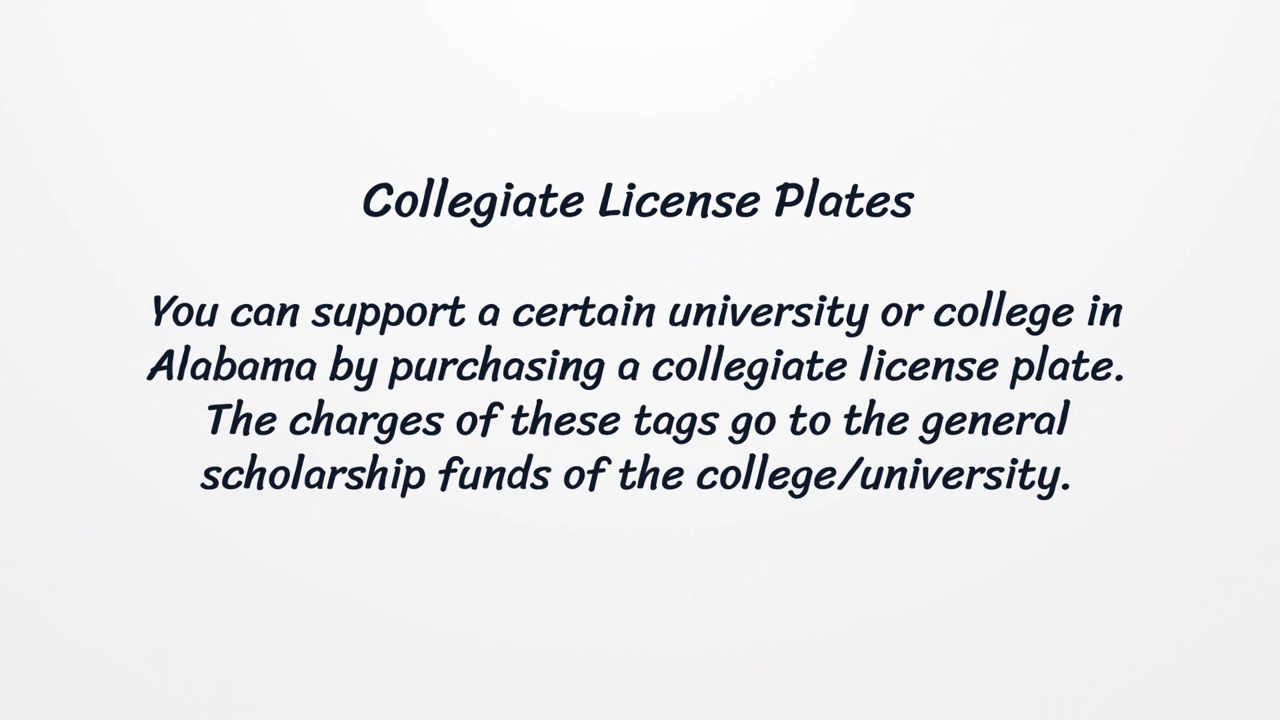 Collegiate License Plates
You can support a certain university or college in
Alabama by purchasing a collegiate license plate.
The charges of these tags go to the general
scholarship funds of the college/university.